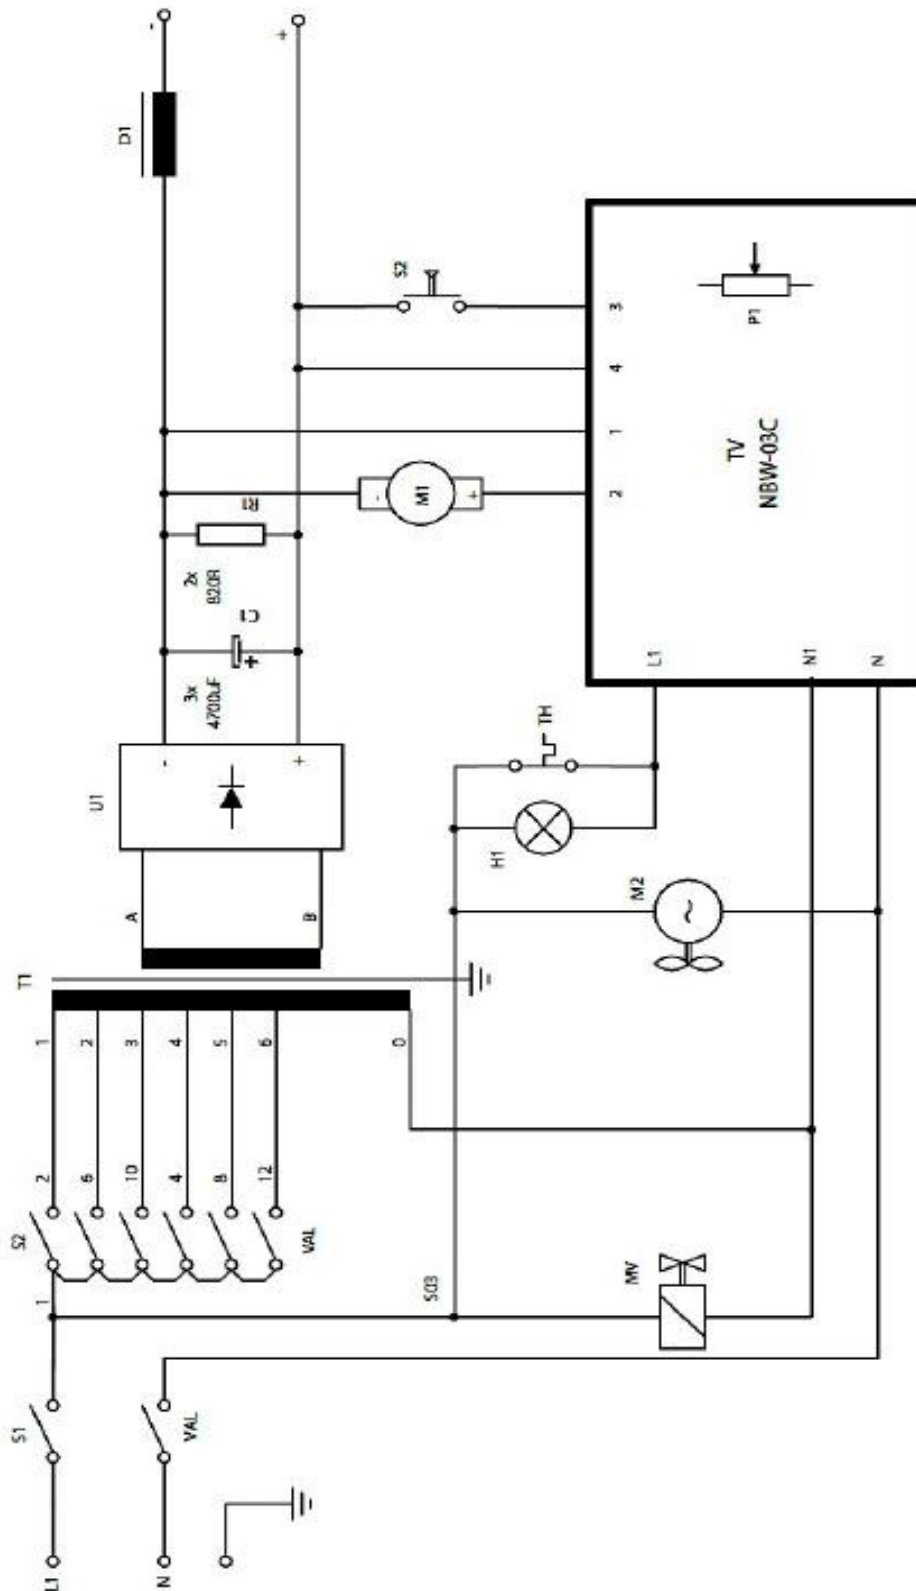 L1
N
S1
VAL
1
S2
2
6
10
4
8
12
VAL
1
2
3
4
5
6
0
T1
A
B
U1
-
+
3x
4700uF
+
C1
2x
820R
R1
D1
-
+
S03
MV
M2
~
H1
TH
-
M1
+
S2
L1
N1
N
2
1
4
3
TV
NBW-03C
P1